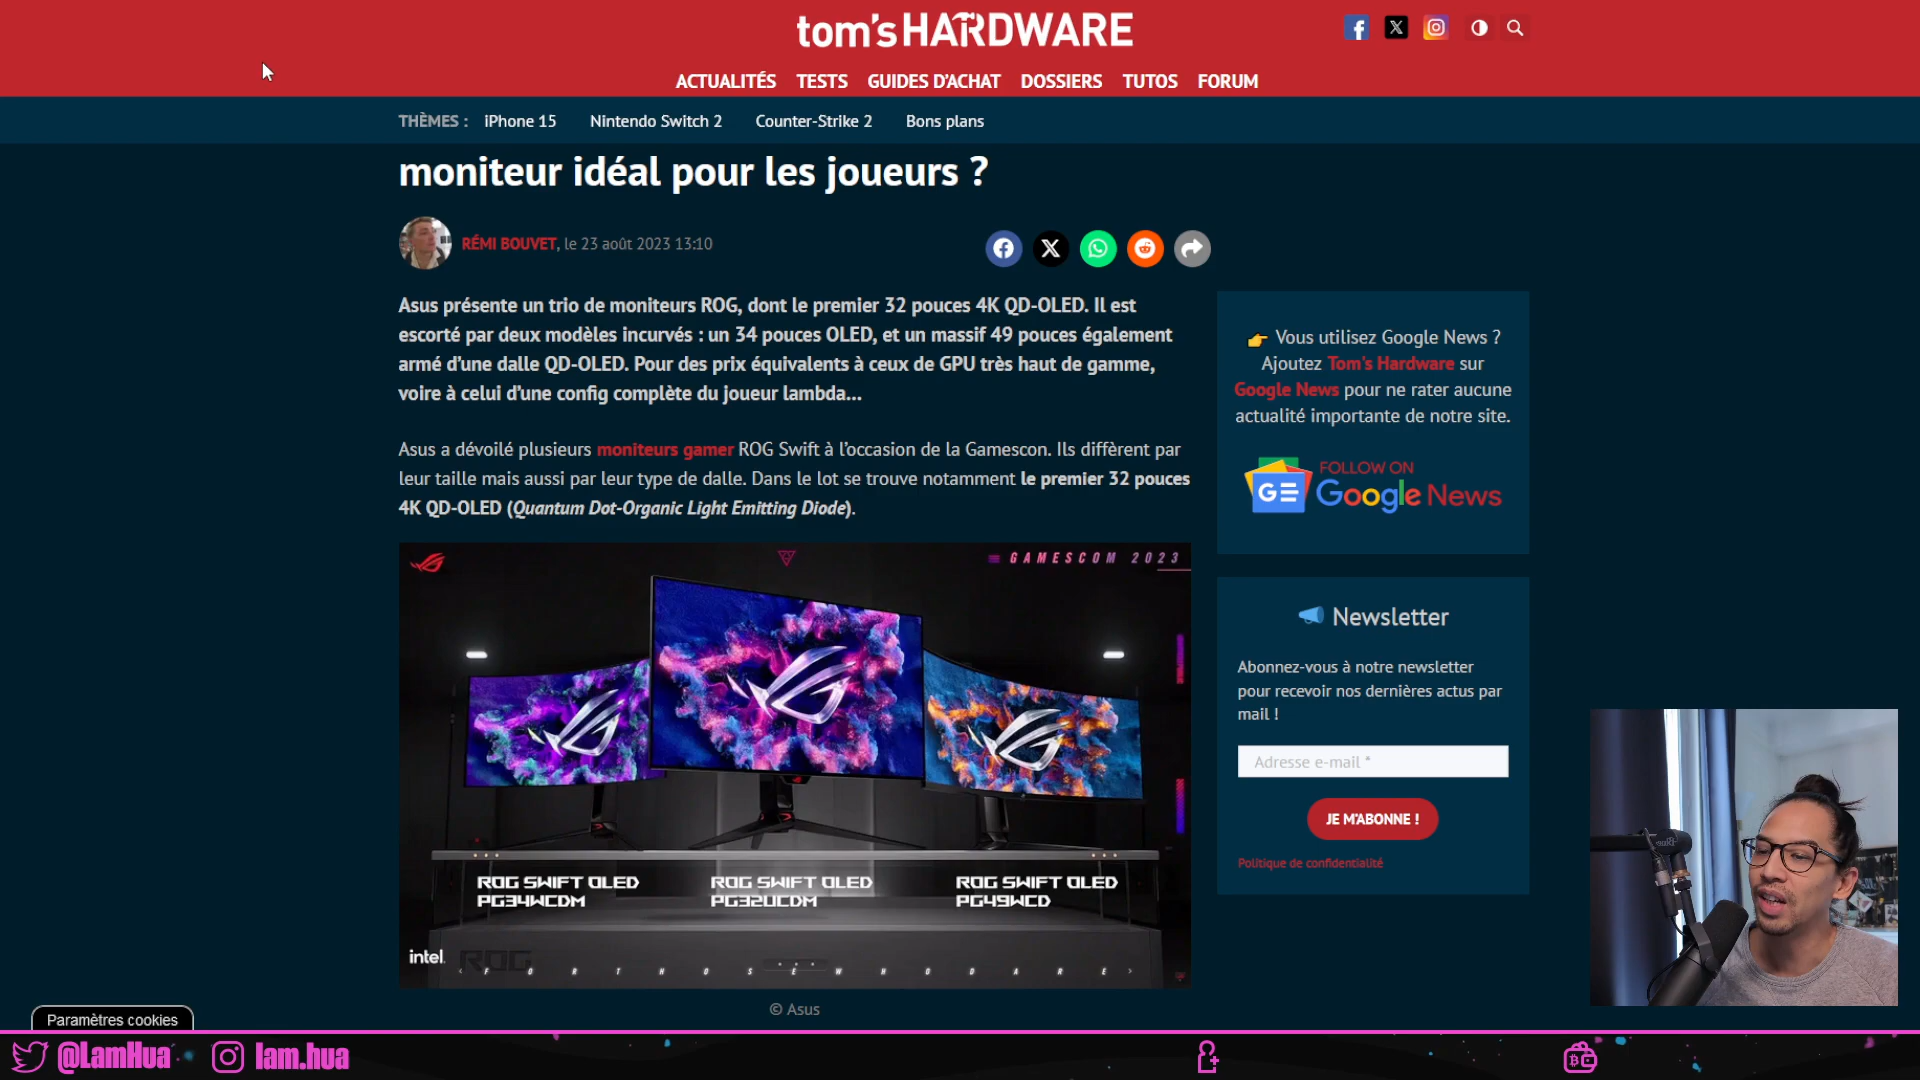 tom's HARDWARE
ACTUALITÉS TESTS GUIDES D'ACHAT DOSSIERS TUTOS FORUM
THÈMES : iPhone 15 Nintendo Switch 2 Counter-Strike 2 Bons plans
moniteur idéal pour les joueurs ?
RÉMI BOUVET, le 23 août 2023 13:10
Asus présente un trio de moniteurs ROG, dont le premier 32 pouces 4K QD-OLED. Il est
escorté par deux modèles incurvés : un 34 pouces OLED, et un massif 49 pouces également
armé d'une dalle QD-OLED. Pour des prix équivalents à ceux de GPU très haut de gamme,
voire à celui d'une config complète du joueur lambda...
Asus a dévoilé plusieurs moniteurs gamer ROG Swift à l'occasion de la Gamescon. Ils diffèrent par
leur taille mais aussi par leur type de dalle. Dans le lot se trouve notamment le premier 32 pouces
4K QD-OLED (Quantum Dot-Organic Light Emitting Diode).
GAMESCOM 2023
ROG SWIFT OLED
PG34WCDM
ROG SWIFT OLED
PG32UCDM
ROG SWIFT OLED
PG49WCD
intel
ROG
FOR THOSE WHO DARE
© Asus
Vous utilisez Google News ?
Ajoutez Tom's Hardware sur
Google News pour ne rater aucune
actualité importante de notre site.
FOLLOW ON
GE Google News
Newsletter
Abonnez-vous à notre newsletter
pour recevoir nos dernières actus par
mail !
Adresse e-mail *
JE M'ABONNE !
Politique de confidentialité
Paramètres cookies
@LamHua lam.hua